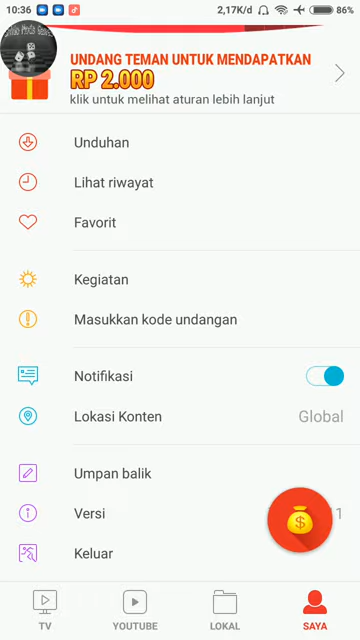 10:36
2,17K/d
86%
UNDANG TEMAN UNTUK MENDAPATKAN
RP 2.000
klik untuk melihat aturan lebih lanjut
Unduhan
Lihat riwayat
Favorit
Kegiatan
Masukkan kode undangan
Notifikasi
Lokasi Konten Global
Umpan balik
Versi
Keluar
TV
YOUTUBE
LOKAL
SAYA